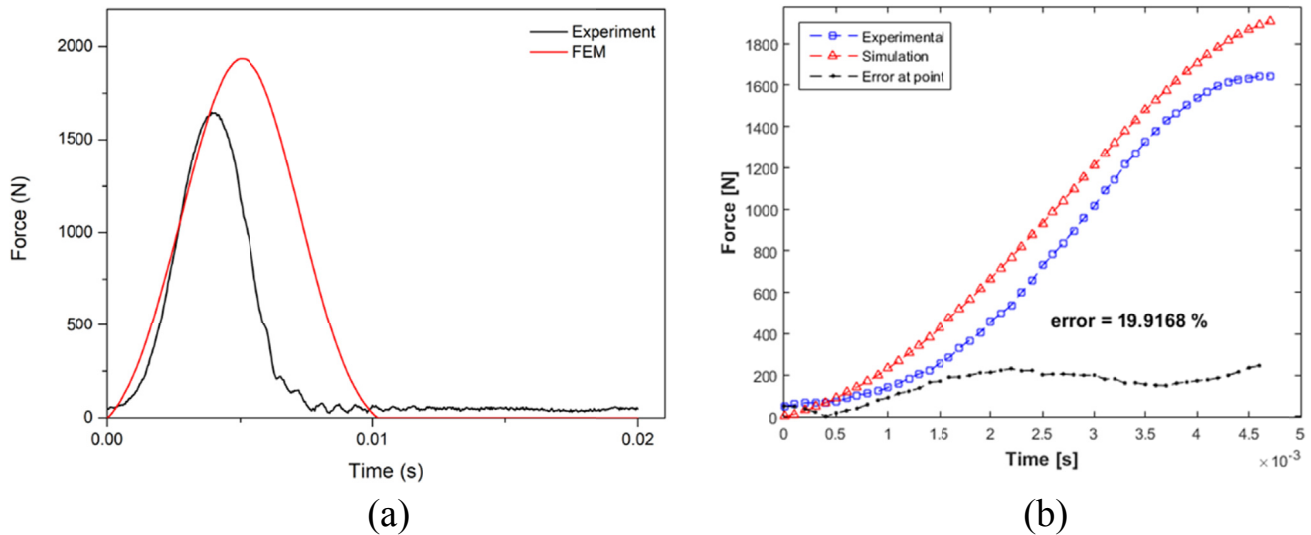 2000
1500
1000
500
0
Force (N)
Experiment
FEM
0.00
0.01
0.02
Time (s)
(a)
1800
1600
1400
1200
1000
800
600
400
200
0
Force [N]
Experimental
Simulation
Error at point
error = 19.9168 %
0 0.5 1 1.5 2 2.5 3 3.5 4 4.5 5
Time [s]
×10⁻³
(b)